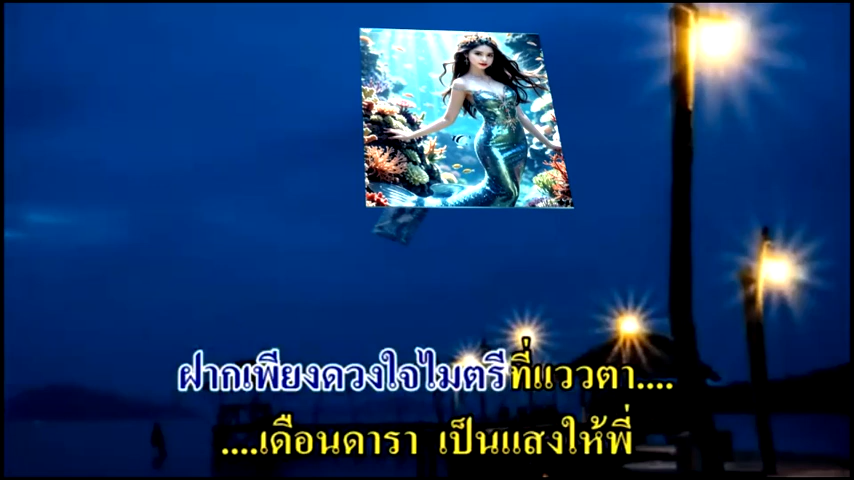 ฝากเพียงดวงใจไมตรีที่แววตา....
....เดือนดารา เป็นแสงให้พี่